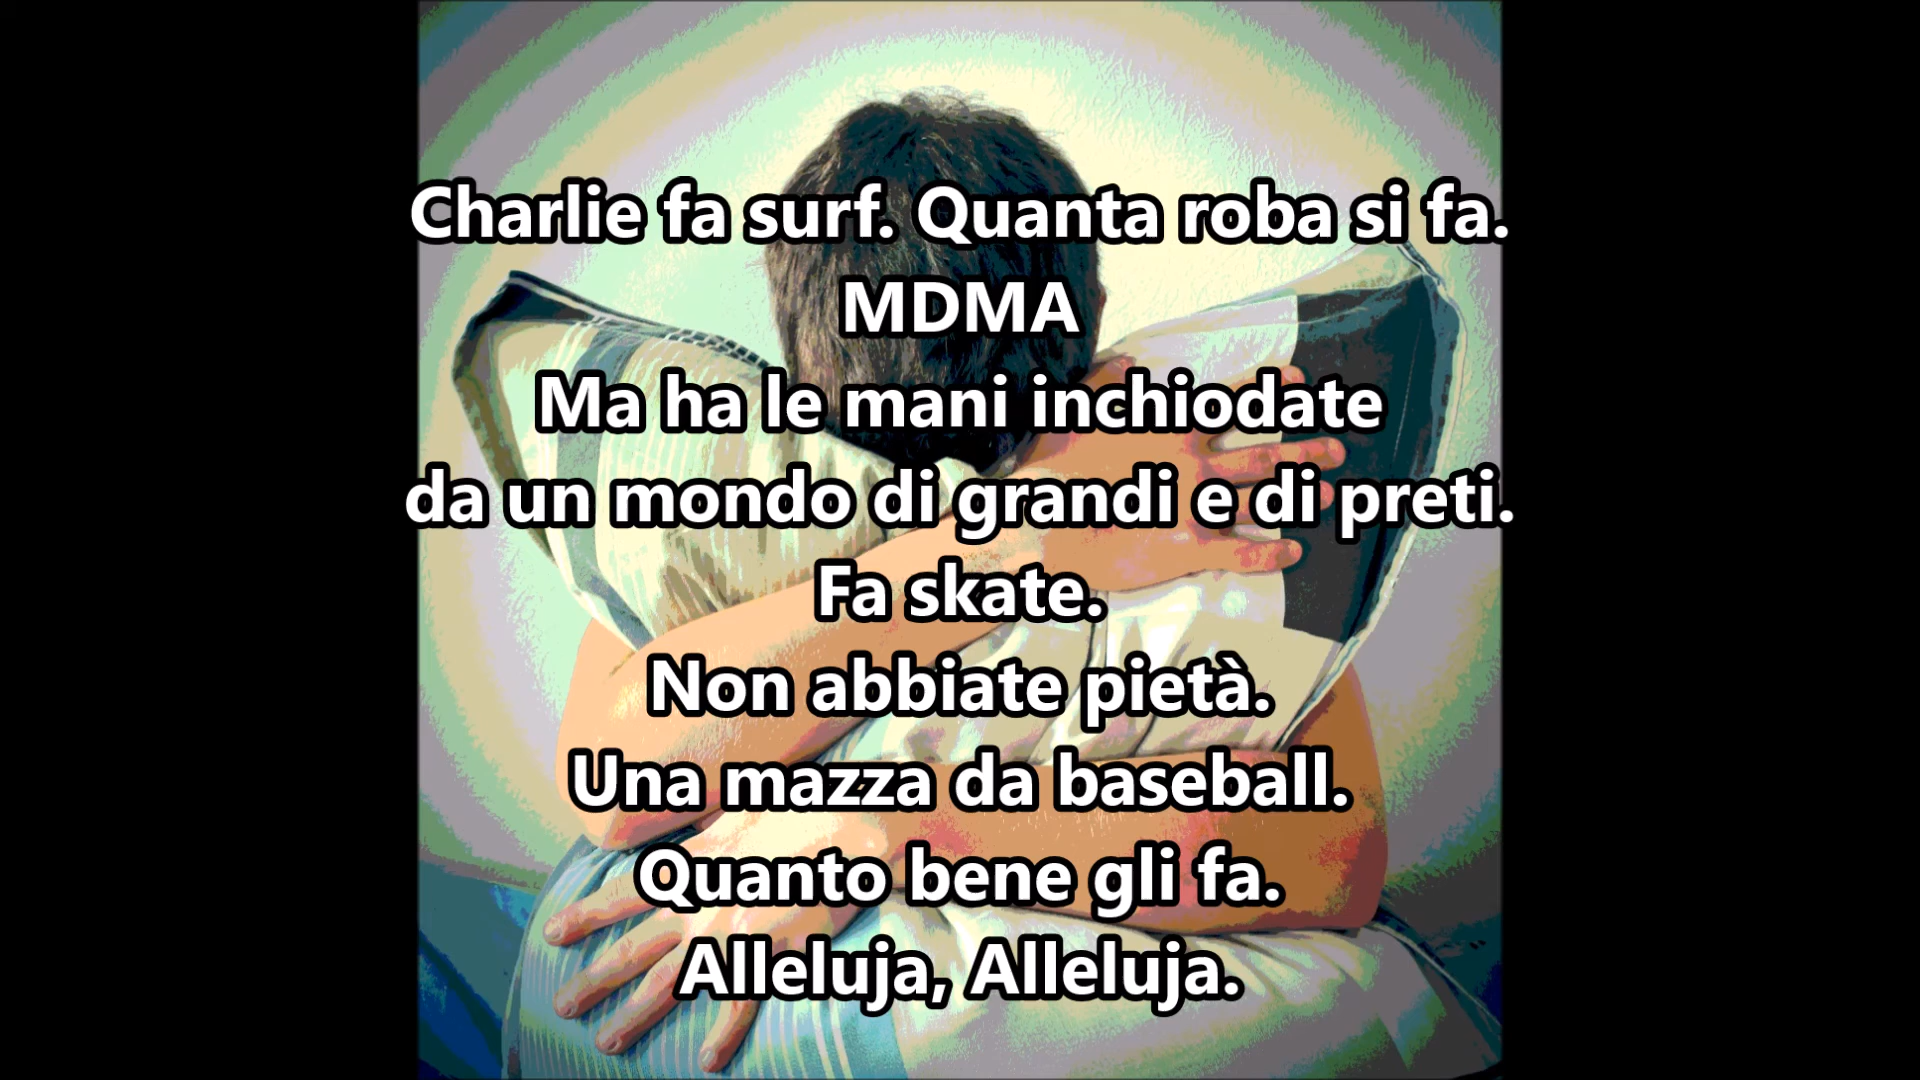 Charlie fa surf. Quanta roba si fa.
MDMA
Ma ha le mani inchiodate
da un mondo di grandi e di preti.
Fa skate.
Non abbiate pietà.
Una mazza da baseball.
Quanto bene gli fa.
Alleluja, Alleluja.